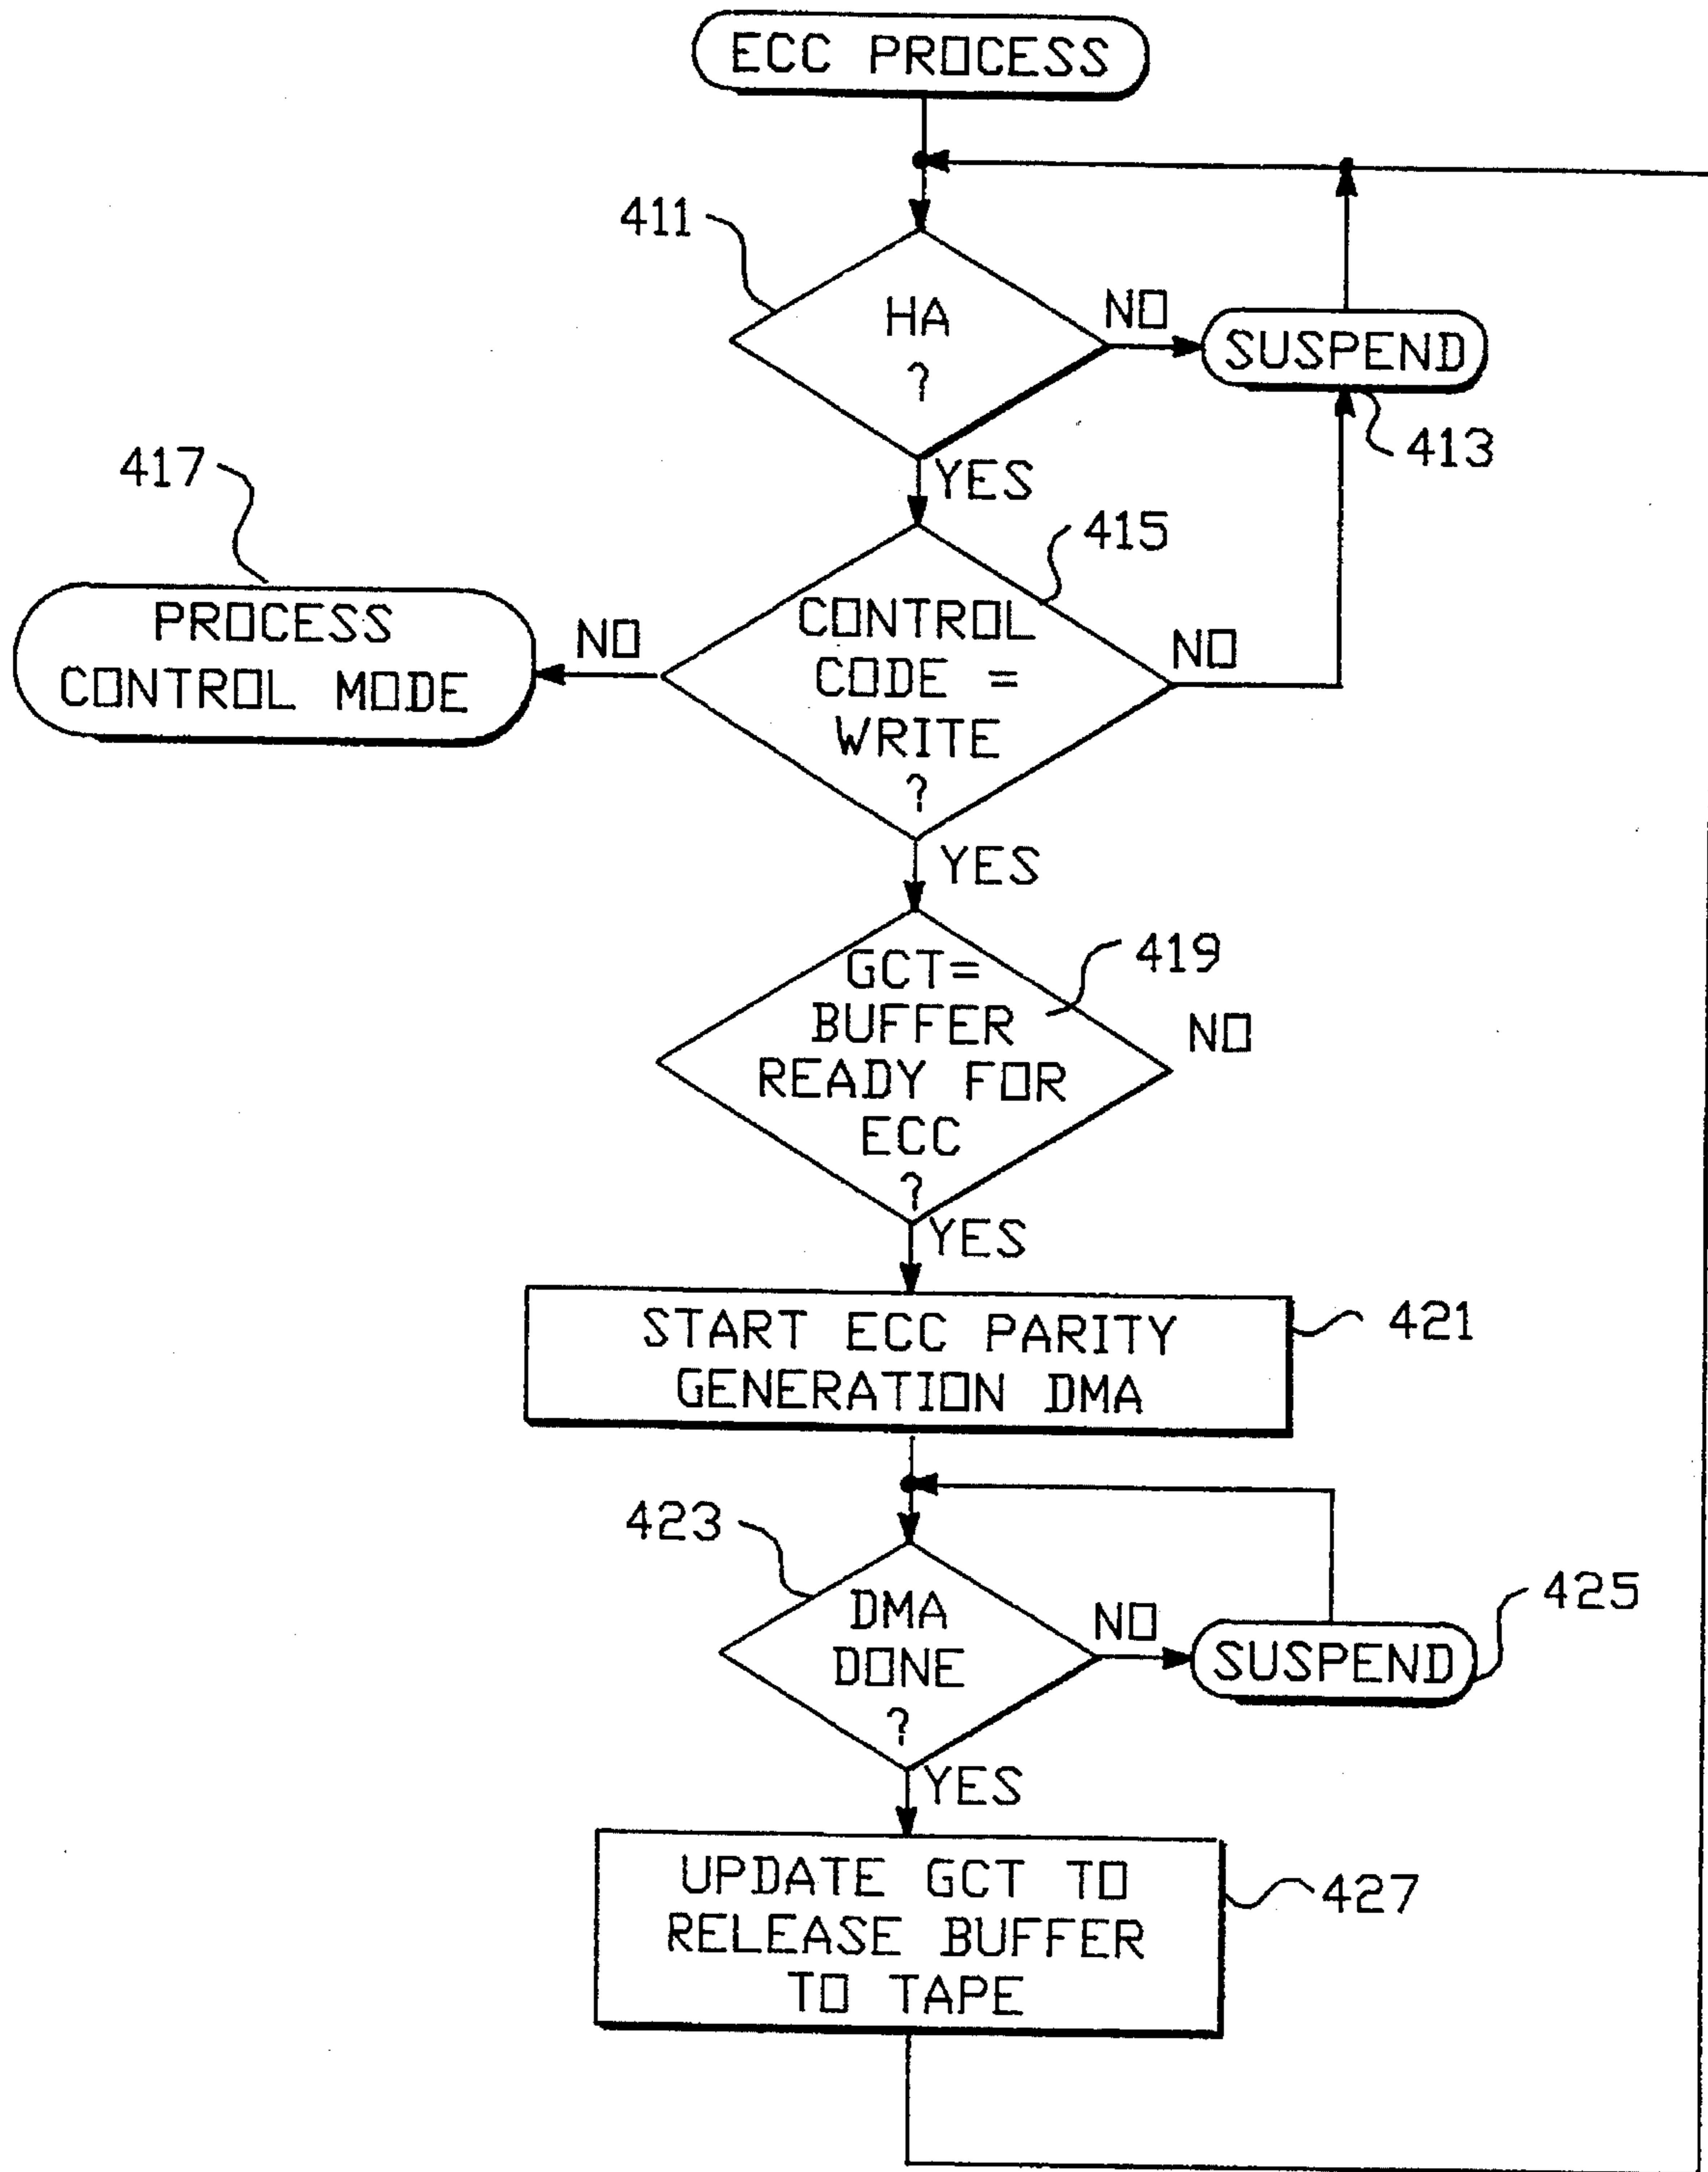 ECC PROCESS
411
HA
?
NO
SUSPEND
413
YES
417
415
PROCESS
CONTROL MODE
NO
CONTROL
CODE =
WRITE
?
NO
YES
419
GCT=
BUFFER
READY FOR
ECC
?
NO
YES
START ECC PARITY
GENERATION DMA
421
423
DMA
DONE
?
NO
SUSPEND
425
YES
UPDATE GCT TO
RELEASE BUFFER
TO TAPE
427